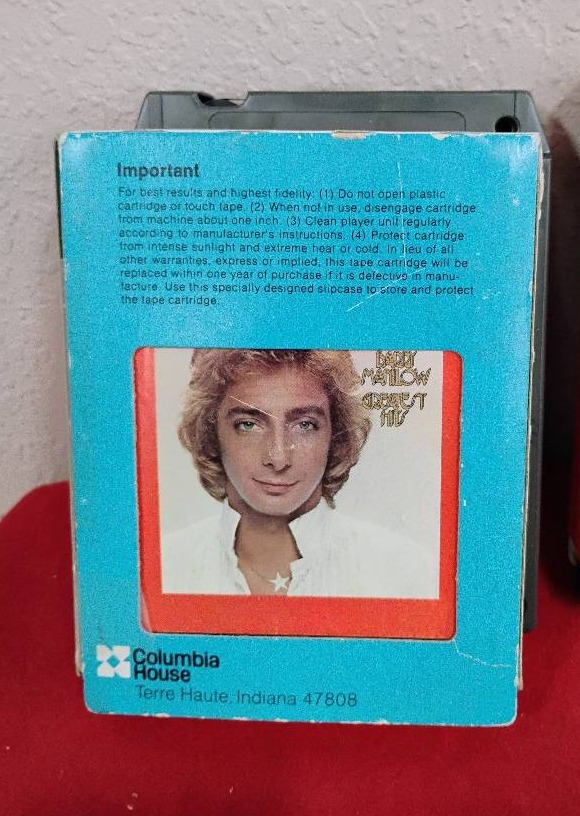 Important
For best results and highest fidelity: (1) Do not open plastic
cartridge or touch tape. (2) When not in use, disengage cartridge
from machine about one inch. (3) Clean player unit regularly
according to manufacturer's instructions. (4) Protect cartridge
from intense sunlight and extreme heat or cold. In lieu of all
other warranties, express or implied, this tape cartridge will be
replaced within one year of purchase if it is defective in manu-
facture. Use this specially designed slipcase to store and protect
the tape cartridge.
BARRY
MANILOW
GREATEST
HITS
Columbia
House
Terre Haute, Indiana 47808